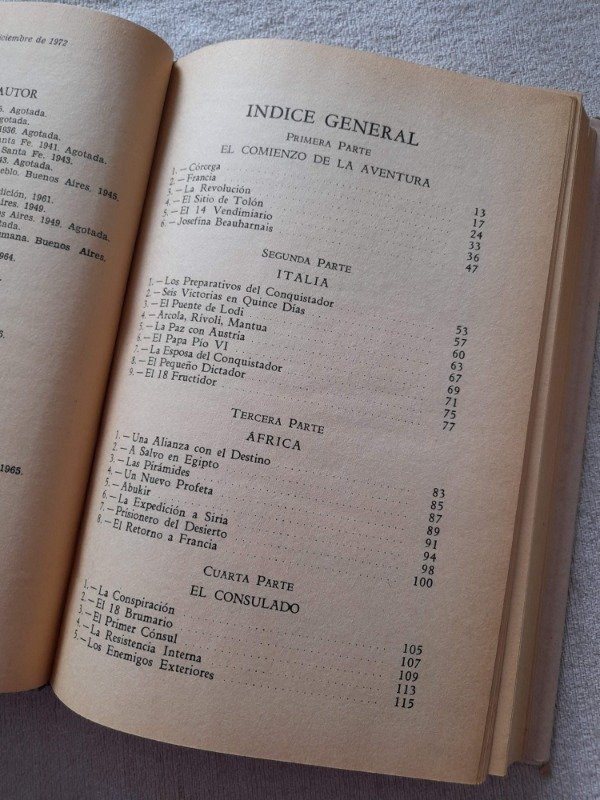 iciembre de 1972
AUTOR
5. Agotada.
gotada.
1936. Agotada.
Santa Fe. 1941. Agotada.
Santa Fe, 1943.
43. Agotada.
eblo. Buenos Aires, 1945.
dición, 1961.
ires. 1949.
os Aires. 1949. Agotada.
Agotada.
mana. Buenos Aires.
964.
1965.
INDICE GENERAL
PRIMERA PARTE
EL COMIENZO DE LA AVENTURA
1.—Córcega 13
2.—Francia 17
3.—La Revolución 24
4.—El Sitio de Tolón 33
5.—El 14 Vendimiario 36
6.—Josefina Beauharnais 47
SEGUNDA PARTE
ITALIA
1.—Los Preparativos del Conquistador 53
2.—Seis Victorias en Quince Días 57
3.—El Puente de Lodi 60
4.—Arcola, Rívoli, Mantua 63
5.—La Paz con Austria 67
6.—El Papa Pío VI 69
7.—La Esposa del Conquistador 71
8.—El Pequeño Dictador 75
9.—El 18 Fructidor 77
TERCERA PARTE
AFRICA
1.—Una Alianza con el Destino 83
2.—A Salvo en Egipto 85
3.—Las Pirámides 87
4.—Un Nuevo Profeta 89
5.—Abukir 91
6.—La Expedición a Siria 94
7.—Prisionero del Desierto 98
8.—El Retorno a Francia 100
CUARTA PARTE
EL CONSULADO
1.—La Conspiración 105
2.—El 18 Brumario 107
3.—El Primer Cónsul 109
4.—La Resistencia Interna 113
5.—Los Enemigos Exteriores 115